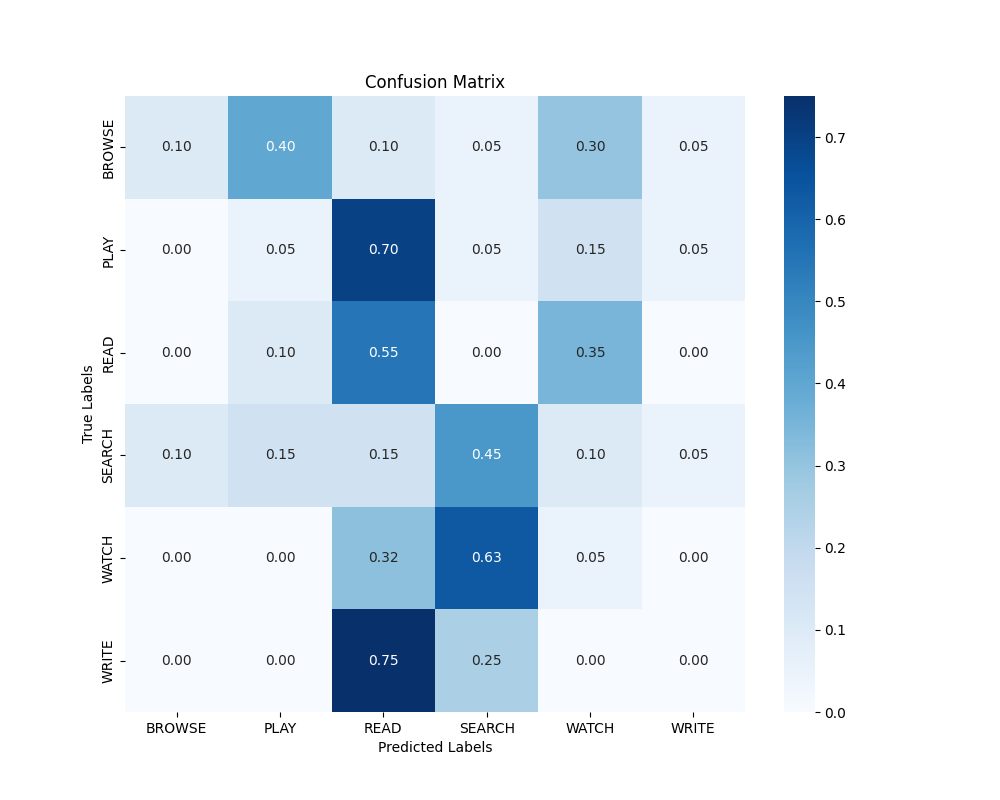 Confusion Matrix
BROWSE 0.10 0.40 0.10 0.05 0.30 0.05
PLAY 0.00 0.05 0.70 0.05 0.15 0.05
READ 0.00 0.10 0.55 0.00 0.35 0.00
SEARCH 0.10 0.15 0.15 0.45 0.10 0.05
WATCH 0.00 0.00 0.32 0.63 0.05 0.00
WRITE 0.00 0.00 0.75 0.25 0.00 0.00
True Labels
BROWSE PLAY READ SEARCH WATCH WRITE
Predicted Labels
0.7
0.6
0.5
0.4
0.3
0.2
0.1
0.0